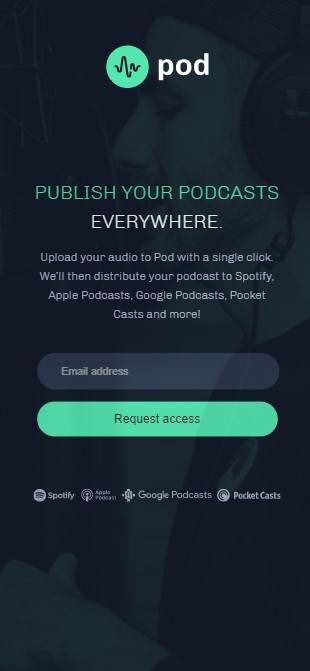 pod
PUBLISH YOUR PODCASTS
EVERYWHERE.
Upload your audio to Pod with a single click.
We'll then distribute your podcast to Spotify,
Apple Podcasts, Google Podcasts, Pocket
Casts and more!
Email address
Request access
Spotify Apple Podcast Google Podcasts Pocket Casts